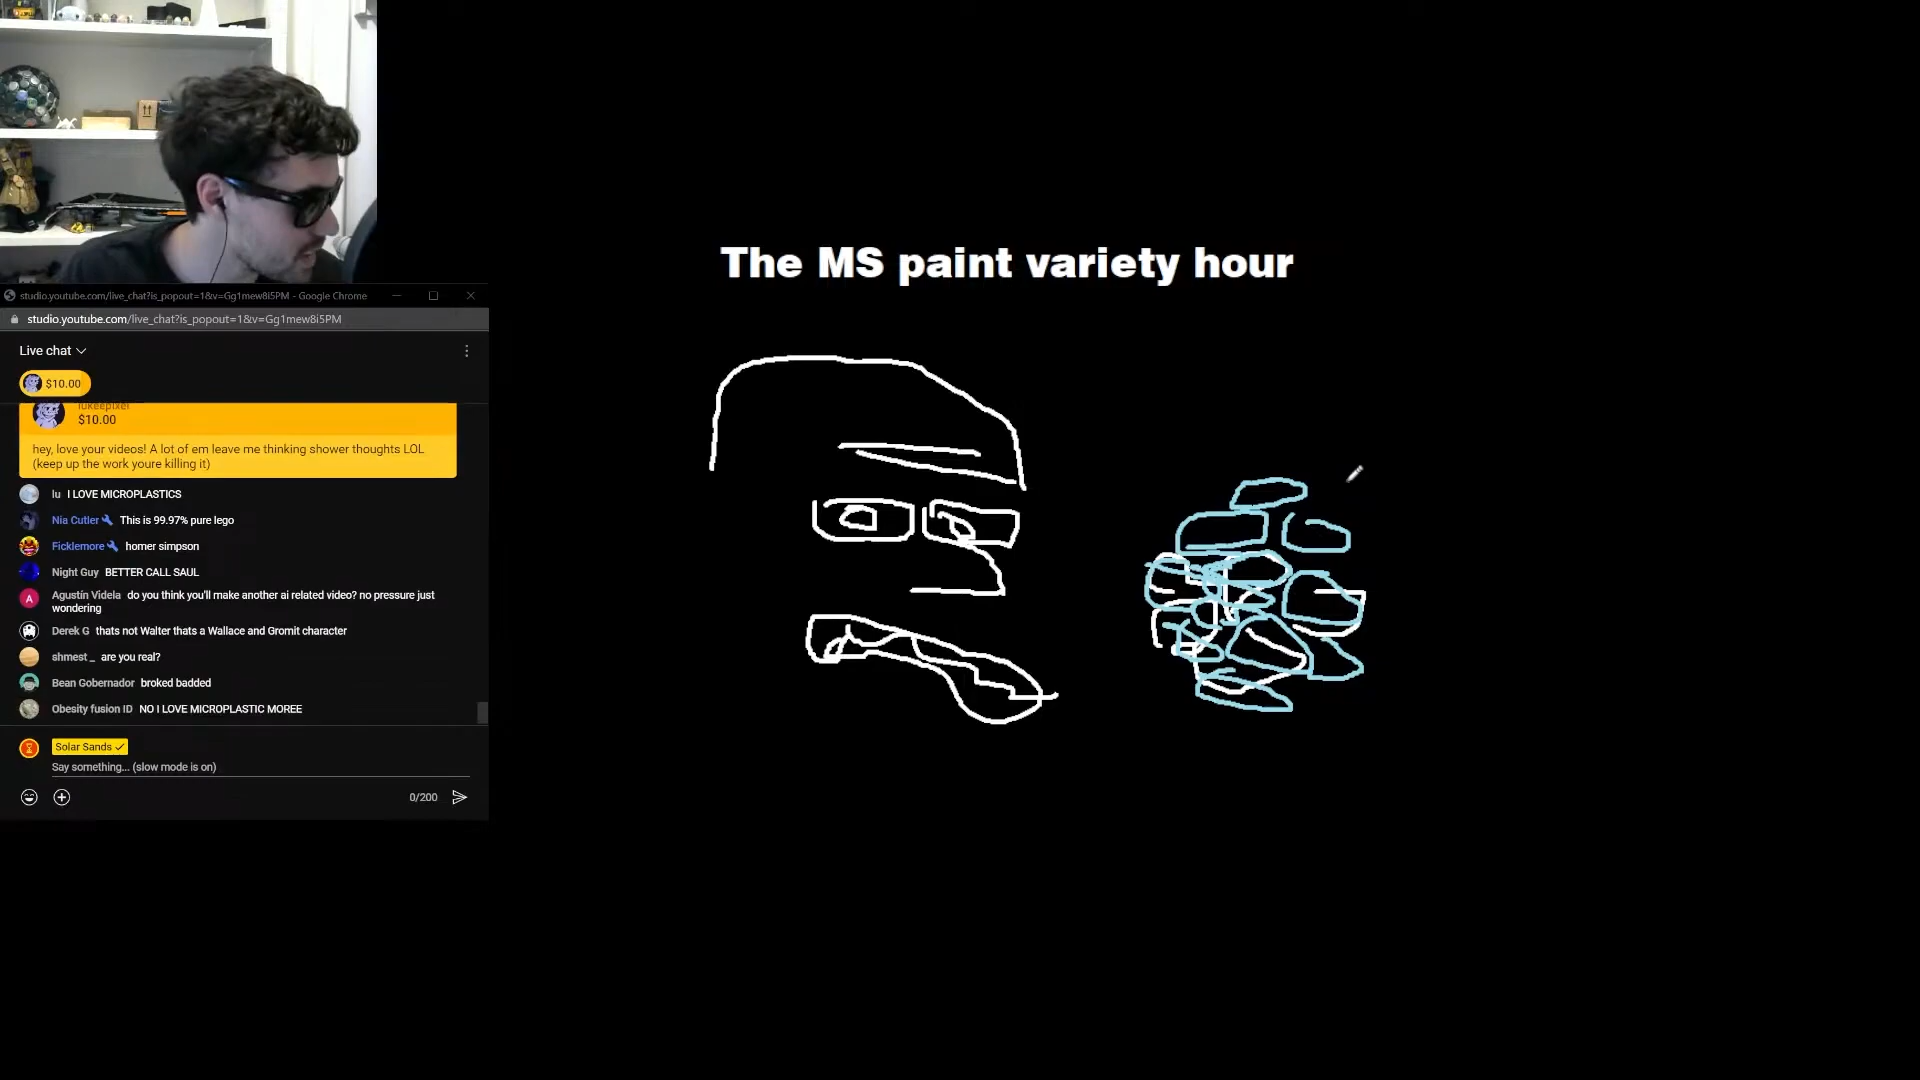 The MS paint variety hour
studio.youtube.com/live_chat?is_popout=1&v=Gg1mew8i5PM - Google Chrome
studio.youtube.com/live_chat?is_popout=1&v=Gg1mew8i5PM
Live chat
$10.00
lukeepixel
$10.00
hey, love your videos! A lot of em leave me thinking shower thoughts LOL
(keep up the work youre killing it)
lu I LOVE MICROPLASTICS
Nia Cutler This is 99.97% pure lego
Ficklemore homer simpson
Night Guy BETTER CALL SAUL
A
Agustín Videla do you think you'll make another ai related video? no pressure just
wondering
Derek G thats not Walter thats a Wallace and Gromit character
shmest _ are you real?
Bean Gobernador broked badded
Obesity fusion ID NO I LOVE MICROPLASTIC MOREE
Solar Sands
Say something... (slow mode is on)
0/200